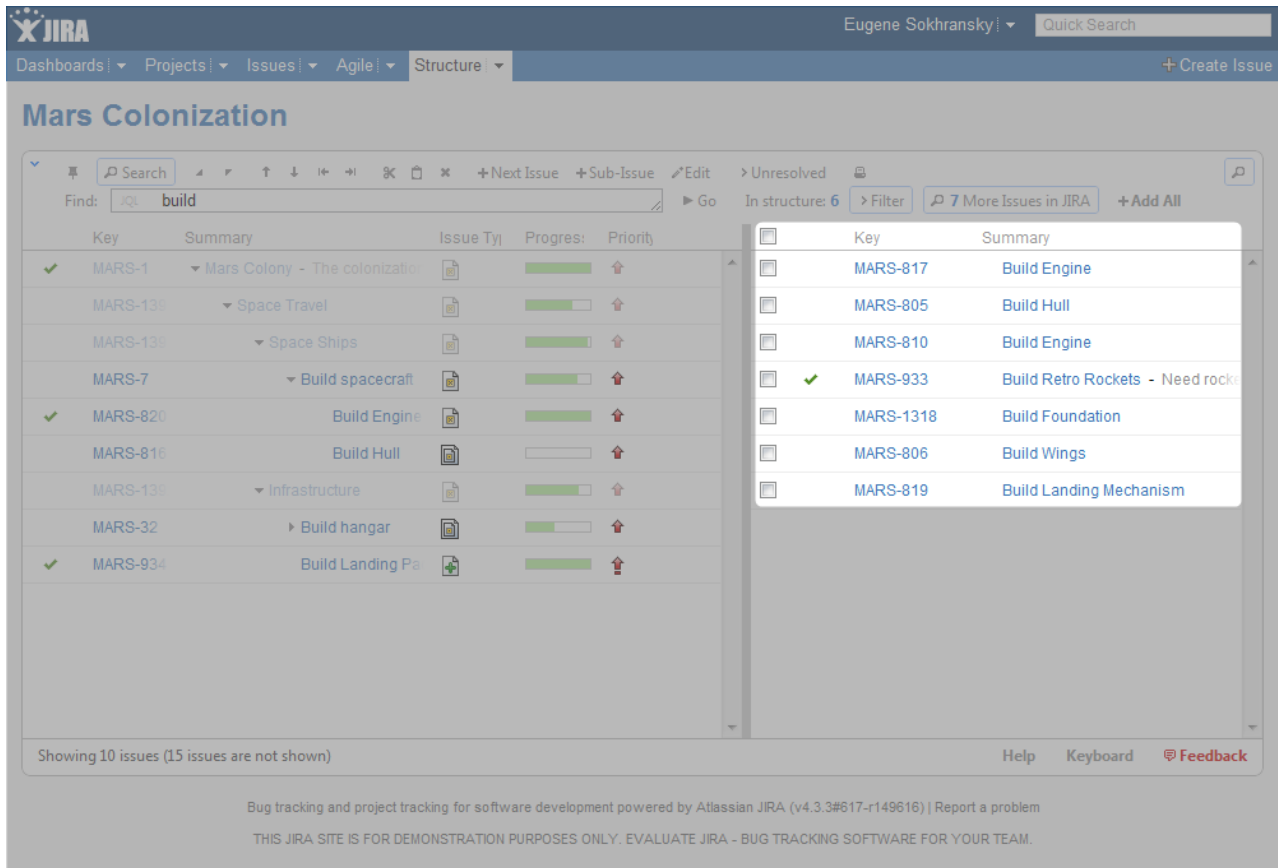 JIRA
Eugene Sokhransky Quick Search
Dashboards Projects Issues Agile Structure + Create Issue
Mars Colonization
Search +Next Issue +Sub-Issue Edit Unresolved
Find: JQL build Go In structure: 6 Filter 7 More Issues in JIRA +Add All
Key Summary Issue Ty Progres Priorit Key Summary
MARS-1 Mars Colony - The colonizatio MARS-817 Build Engine
MARS-139 Space Travel MARS-805 Build Hull
MARS-139 Space Ships MARS-810 Build Engine
MARS-7 Build spacecraft MARS-933 Build Retro Rockets - Need rocke
MARS-820 Build Engine MARS-1318 Build Foundation
MARS-816 Build Hull MARS-806 Build Wings
MARS-139 Infrastructure MARS-819 Build Landing Mechanism
MARS-32 Build hangar
MARS-934 Build Landing Pa
Showing 10 issues (15 issues are not shown) Help Keyboard Feedback
Bug tracking and project tracking for software development powered by Atlassian JIRA (v4.3.3#617-r149616) | Report a problem
THIS JIRA SITE IS FOR DEMONSTRATION PURPOSES ONLY. EVALUATE JIRA - BUG TRACKING SOFTWARE FOR YOUR TEAM.